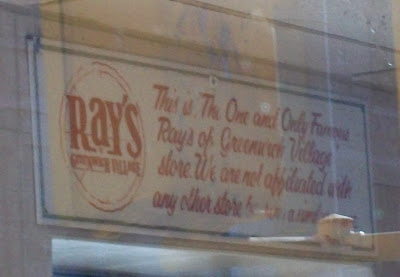 RAY'S
GREENWICH VILLAGE
This is The One and Only Famous
Ray's of Greenwich Village
store. We are not affiliated with
any other store